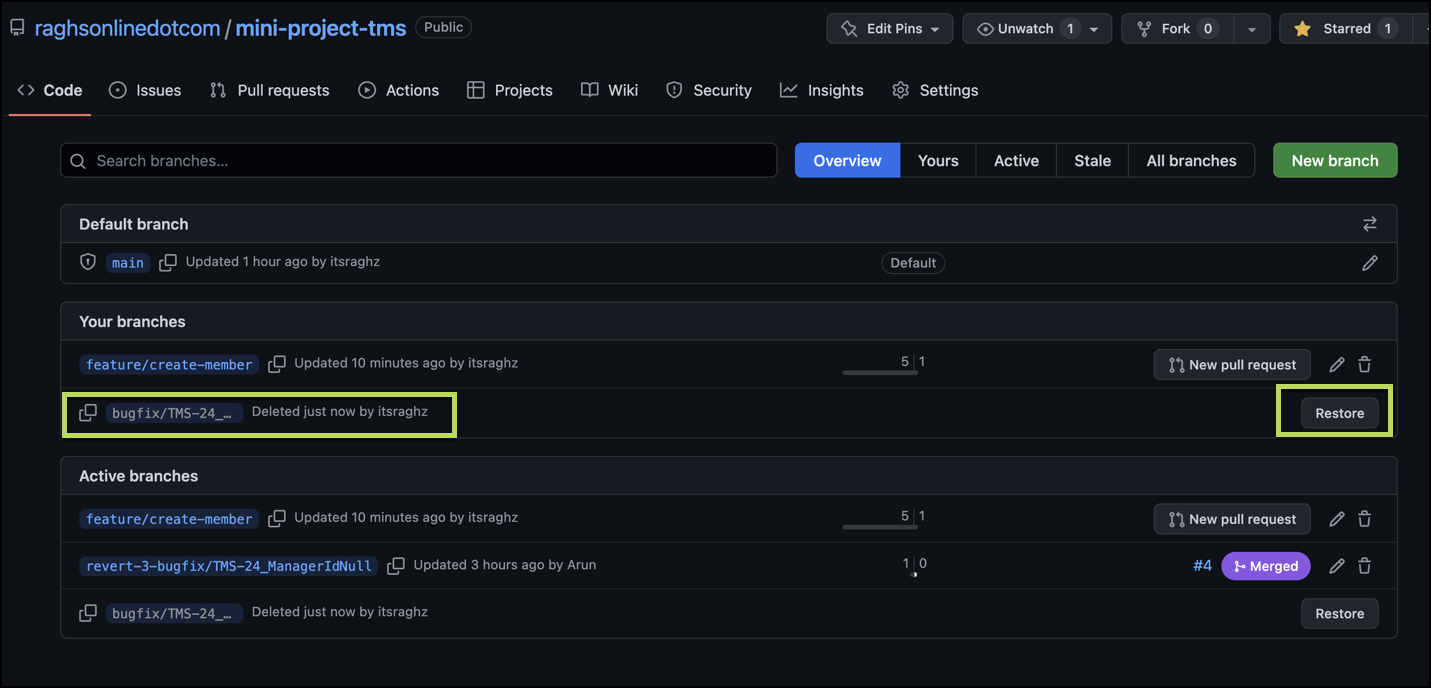 raghsonlinedotcom / mini-project-tms Public Edit Pins Unwatch 1 Fork 0 Starred 1
Code Issues Pull requests Actions Projects Wiki Security Insights Settings
Search branches... Overview Yours Active Stale All branches New branch
Default branch
main Updated 1 hour ago by itsraghz Default
Your branches
feature/create-member Updated 10 minutes ago by itsraghz 5 1 New pull request
bugfix/TMS-24_… Deleted just now by itsraghz Restore
Active branches
feature/create-member Updated 10 minutes ago by itsraghz 5 1 New pull request
revert-3-bugfix/TMS-24_ManagerIdNull Updated 3 hours ago by Arun 1 0 #4 Merged
bugfix/TMS-24_… Deleted just now by itsraghz Restore